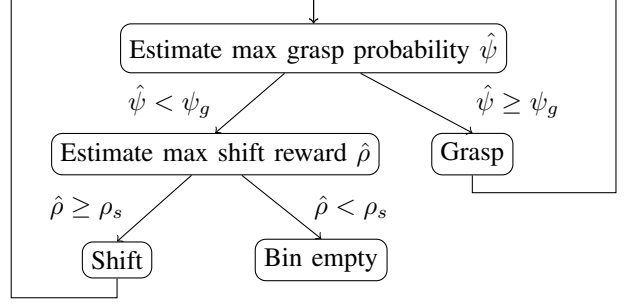 Estimate max grasp probability ψ̂
ψ̂ < ψ_g
ψ̂ ≥ ψ_g
Estimate max shift reward ρ̂
Grasp
ρ̂ ≥ ρ_s
ρ̂ < ρ_s
Shift
Bin empty